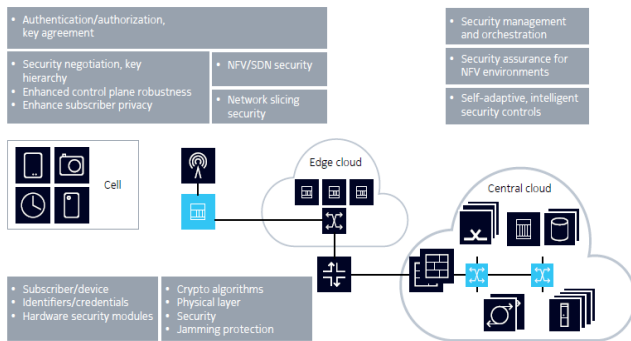 • Authentication/authorization,
key agreement
• Security negotiation, key
hierarchy
• Enhanced control plane robustness
• Enhance subscriber privacy
• NFV/SDN security
• Network slicing
security
• Security management
and orchestration
• Security assurance for
NFV environments
• Self-adaptive, intelligent
security controls
Cell
Edge cloud
Central cloud
• Subscriber/device
• Identifiers/credentials
• Hardware security modules
• Crypto algorithms
• Physical layer
• Security
• Jamming protection